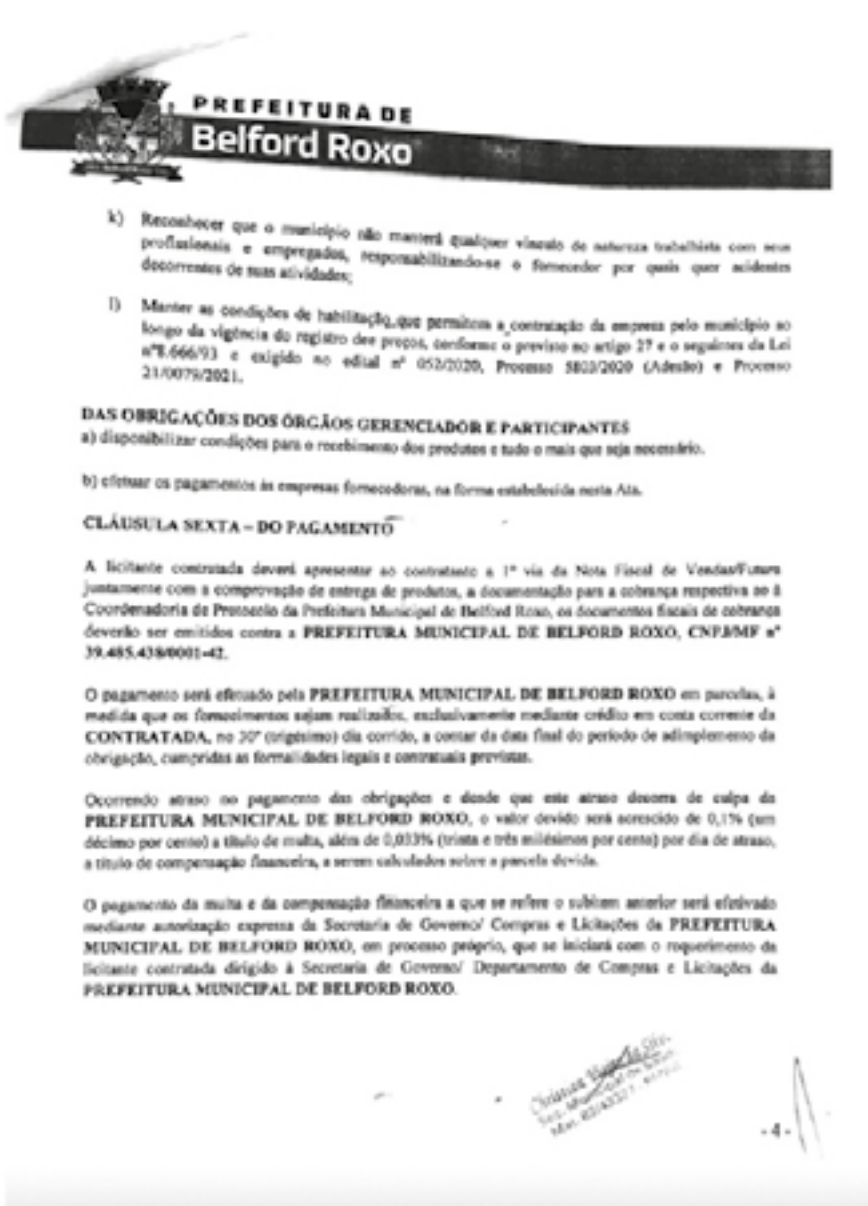 PREFEITURA DE
Belford Roxo
k) Reconhecer que o município não manterá qualquer vínculo de natureza trabalhista com seus
profissionais e empregados, responsabilizando-se o fornecedor por quais quer acidentes
decorrentes de suas atividades;
l) Manter as condições de habilitação, que permitem a contratação da empresa pelo município ao
longo da vigência do registro dee preços, conforme o previsto no artigo 27 e o seguintes da Lei
nº8.666/93 e exigido no edital nº 052/2020, Processo 5803/2020 (Adesão) e Processo
21/0079/2021.
DAS OBRIGAÇÕES DOS ÓRGÃOS GERENCIADOR E PARTICIPANTES
a) disponibilizar condições para o recebimento dos produtos e tudo o mais que seja necessário.
b) efetuar os pagamentos às empresas fornecedoras, na forma estabelecida nesta Ata.
CLÁUSULA SEXTA – DO PAGAMENTO
A licitante contratada deverá apresentar ao contratante a 1ª via da Nota Fiscal de Vendas/Futura
juntamente com a comprovação de entrega de produtos, a documentação para a cobrança respectiva ao à
Coordenadoria de Protocolo da Prefeitura Municipal de Belford Roxo, os documentos fiscais de cobrança
deverão ser emitidos contra a PREFEITURA MUNICIPAL DE BELFORD ROXO, CNPJ/MF nº
39.485.438/0001-42.
O pagamento será efetuado pela PREFEITURA MUNICIPAL DE BELFORD ROXO em parcelas, à
medida que os fornecimentos sejam realizados, exclusivamente mediante crédito em conta corrente da
CONTRATADA, no 30º (trigésimo) dia corrido, a contar da data final do período de adimplemento da
obrigação, cumpridas as formalidades legais e contratuais previstas.
Ocorrendo atraso no pagamento das obrigações e desde que este atraso decorra de culpa da
PREFEITURA MUNICIPAL DE BELFORD ROXO, o valor devido será acrescido de 0,1% (um
décimo por cento) a título de multa, além de 0,033% (trinta e três milésimos por cento) por dia de atraso,
a título de compensação financeira, a serem calculados sobre a parcela devida.
O pagamento da multa e da compensação financeira a que se refere o subitem anterior será efetivado
mediante autorização expressa da Secretaria de Governo/ Compras e Licitações da PREFEITURA
MUNICIPAL DE BELFORD ROXO, em processo próprio, que se iniciará com o requerimento da
licitante contratada dirigido à Secretaria de Governo/ Departamento de Compras e Licitações da
PREFEITURA MUNICIPAL DE BELFORD ROXO.
- 4 -